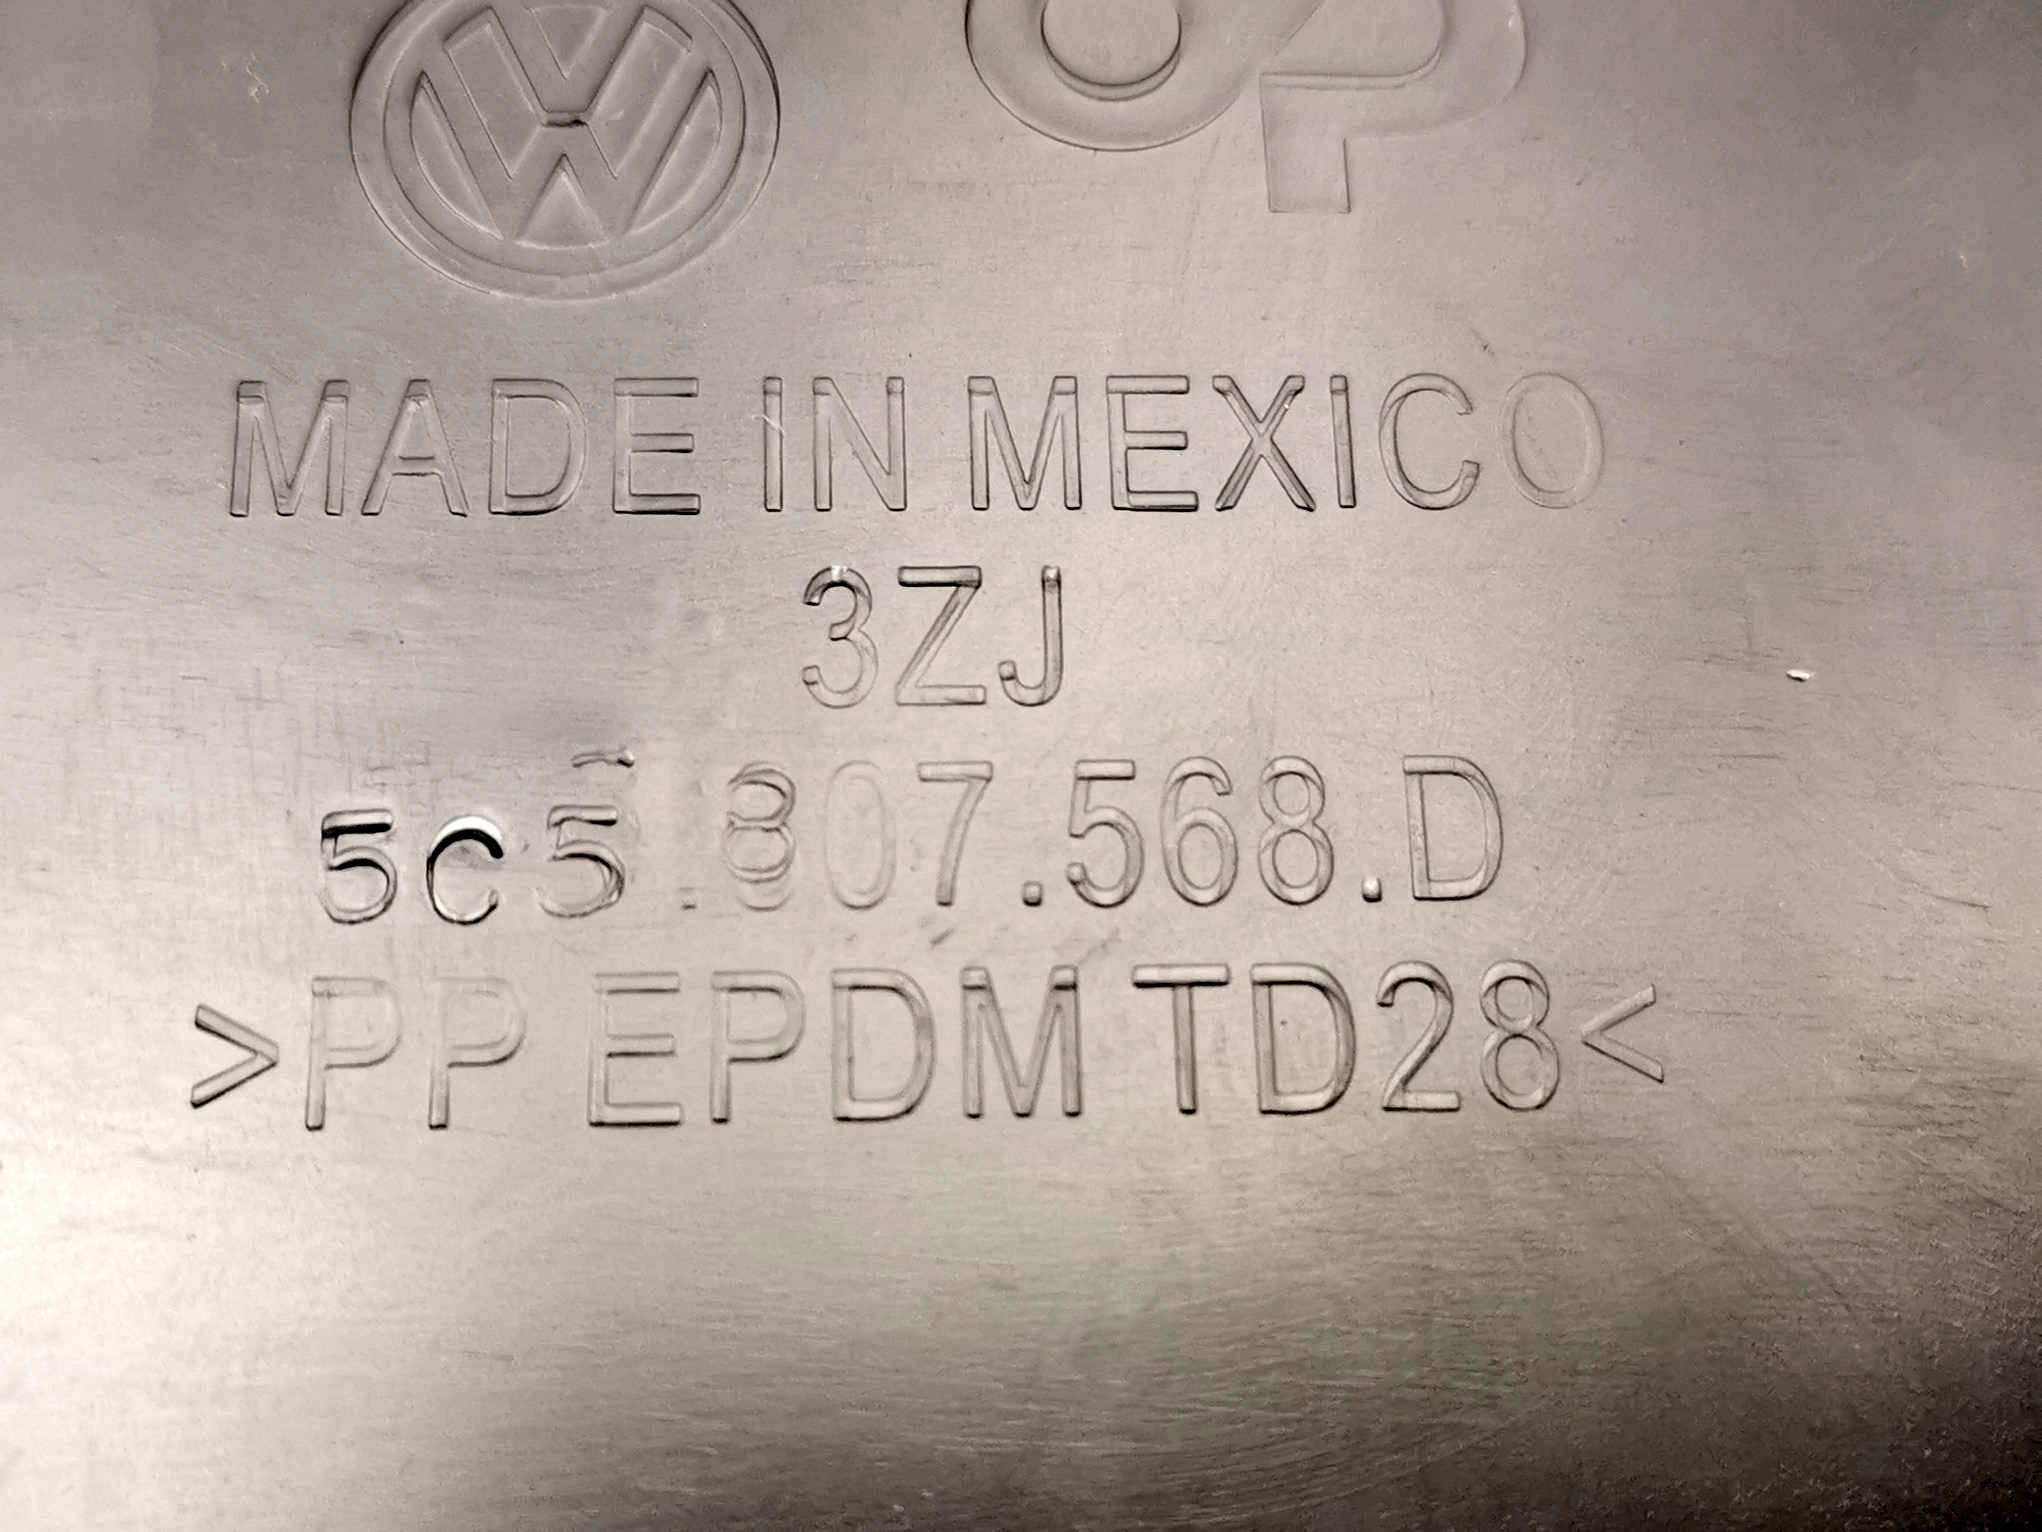 MADE IN MEXICO
3ZJ
5C5.807.568.D
>PP EPDM TD28<